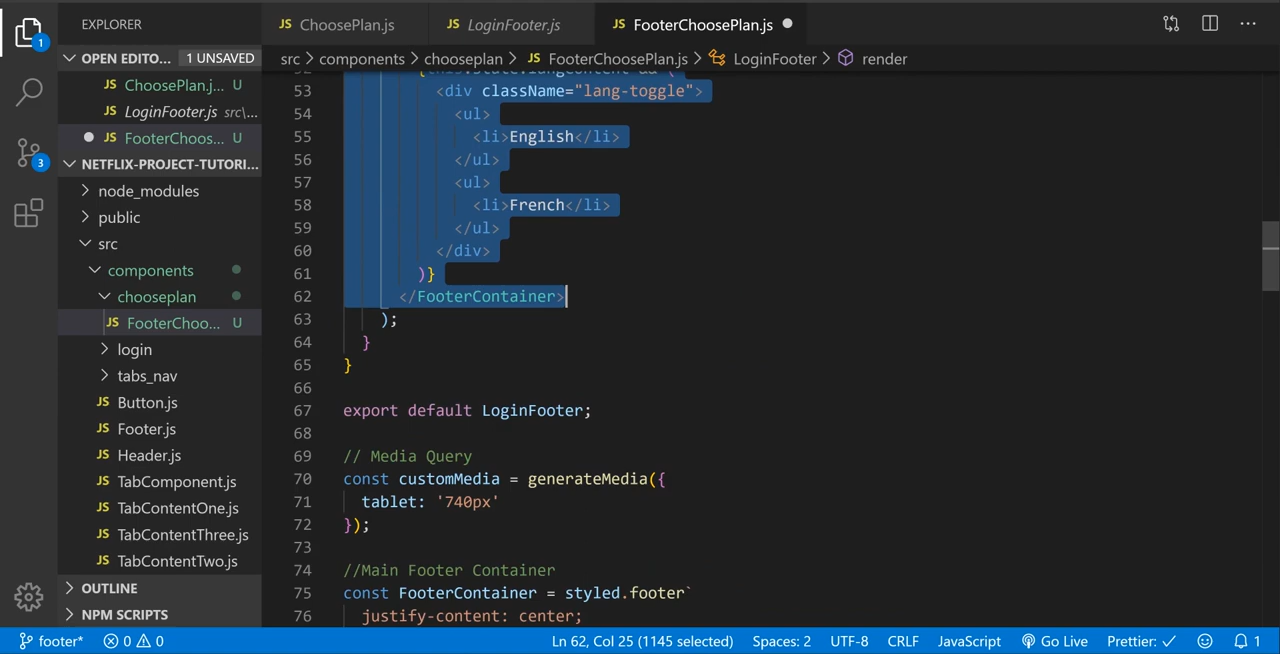 EXPLORER
JS ChoosePlan.js
JS LoginFooter.js
JS FooterChoosePlan.js
OPEN EDITO... 1 UNSAVED
JS ChoosePlan.j... U
JS LoginFooter.js src\...
JS FooterChoos... U
NETFLIX-PROJECT-TUTORI...
node_modules
public
src
components
chooseplan
JS FooterChoo... U
login
tabs_nav
JS Button.js
JS Footer.js
JS Header.js
JS TabComponent.js
JS TabContentOne.js
JS TabContentThree.js
JS TabContentTwo.js
OUTLINE
NPM SCRIPTS
1
3
src > components > chooseplan > JS FooterChoosePlan.js > LoginFooter > render
53 <div className="lang-toggle">
54 <ul>
55 <li>English</li>
56 </ul>
57 <ul>
58 <li>French</li>
59 </ul>
60 </div>
61 )}
62 </FooterContainer>
63 );
64 }
65 }
66
67 export default LoginFooter;
68
69 // Media Query
70 const customMedia = generateMedia({
71 tablet: '740px'
72 });
73
74 //Main Footer Container
75 const FooterContainer = styled.footer`
76 justify-content: center;
footer* 0 0 Ln 62, Col 25 (1145 selected) Spaces: 2 UTF-8 CRLF JavaScript Go Live Prettier: ✓ 1